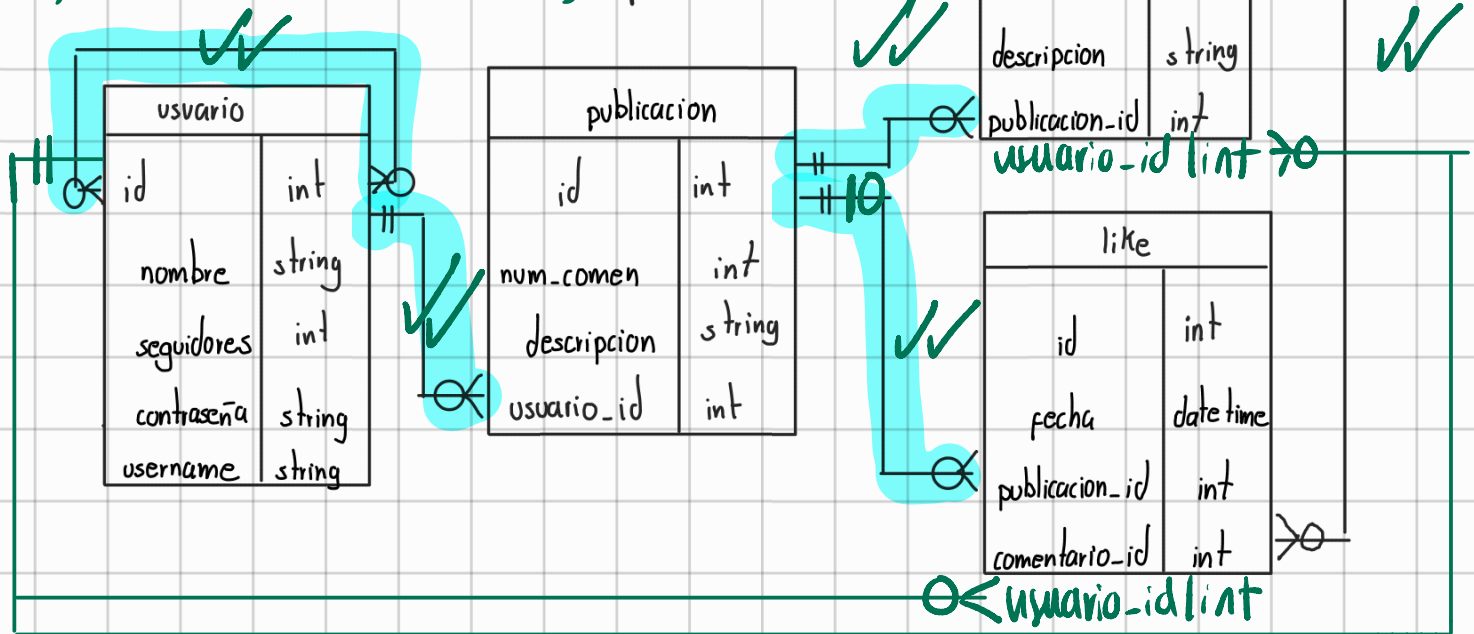 usuario
id int
nombre string
seguidores int
contraseña string
username string
publicacion
id int
num_comen int
descripcion string
usuario_id int
descripcion string
publicacion_id int
usuario_id int
10
like
id int
fecha datetime
publicacion_id int
comentario_id int
usuario_id int